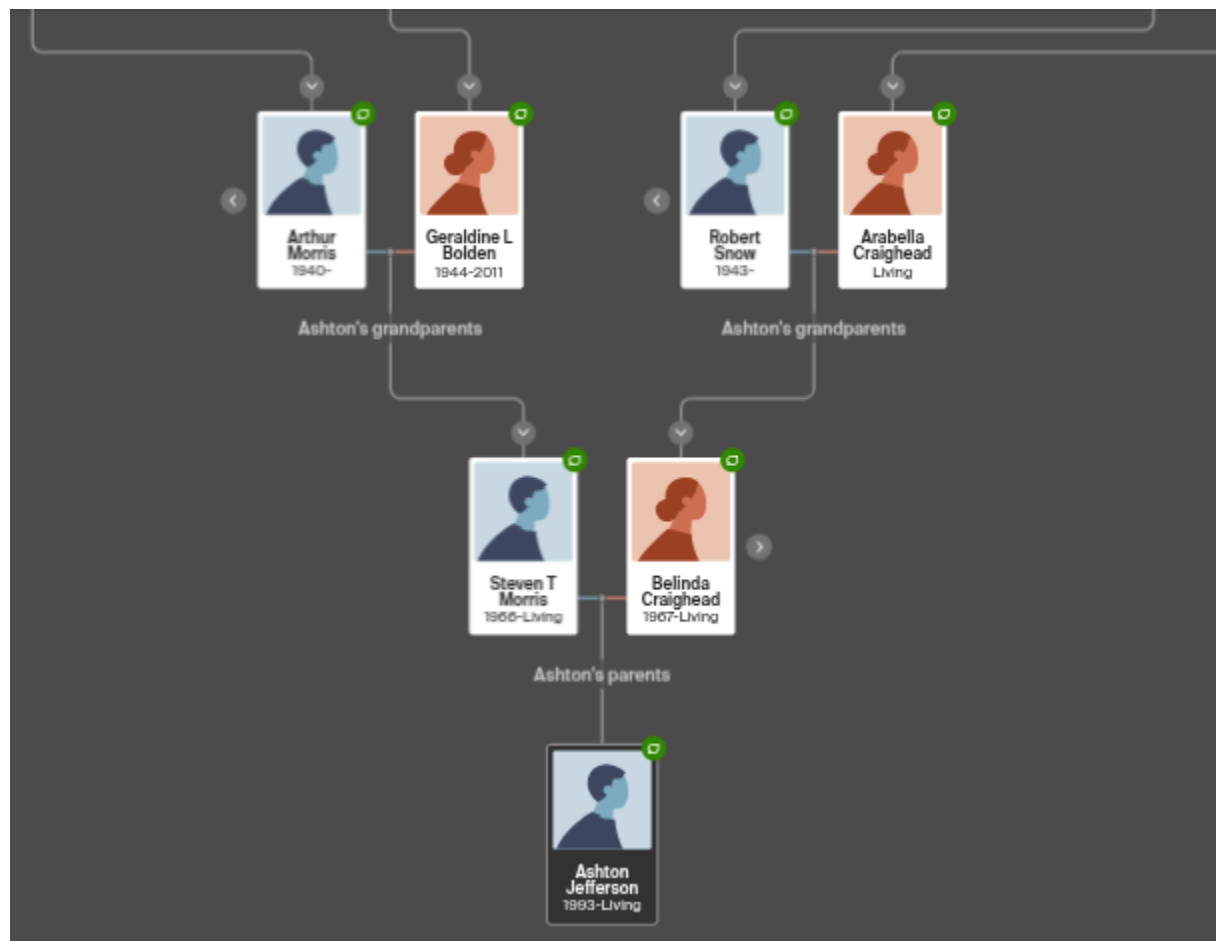 Arthur
Morris
1940-
Geraldine L
Bolden
1944-2011
Robert
Snow
1943-
Arabella
Craighead
Living
Ashton's grandparents
Ashton's grandparents
Steven T
Morris
1966-Living
Belinda
Craighead
1967-Living
Ashton's parents
Ashton
Jefferson
1993-Living